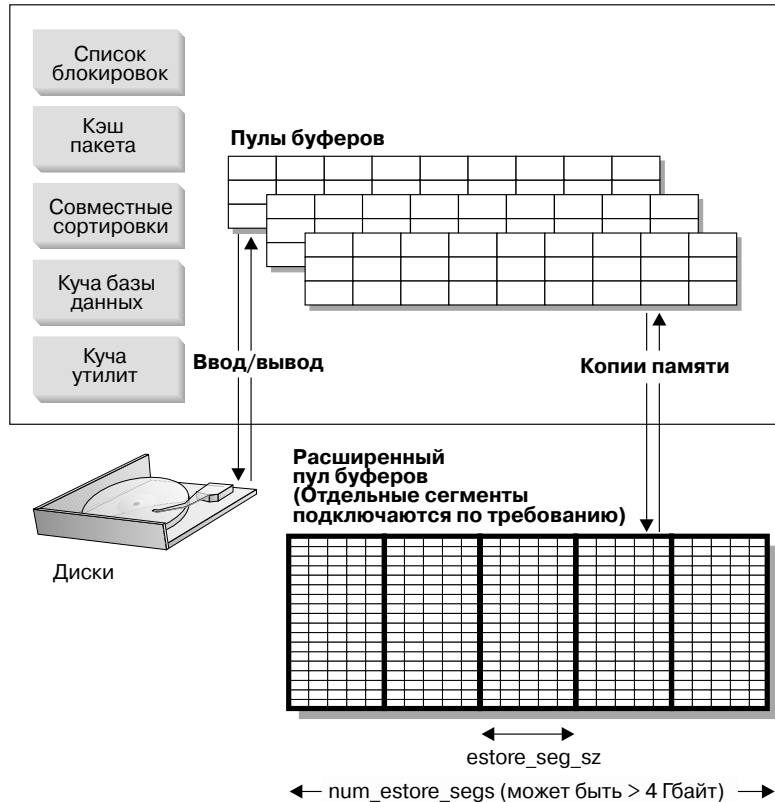 Список
блокировок
Кэш
пакета
Совместные
сортировки
Куча базы
данных
Куча
утилит
Пулы буферов
Ввод/вывод
Копии памяти
Диски
Расширенный
пул буферов
(Отдельные сегменты
подключаются по требованию)
estore_seg_sz
num_estore_segs (может быть > 4 Гбайт)